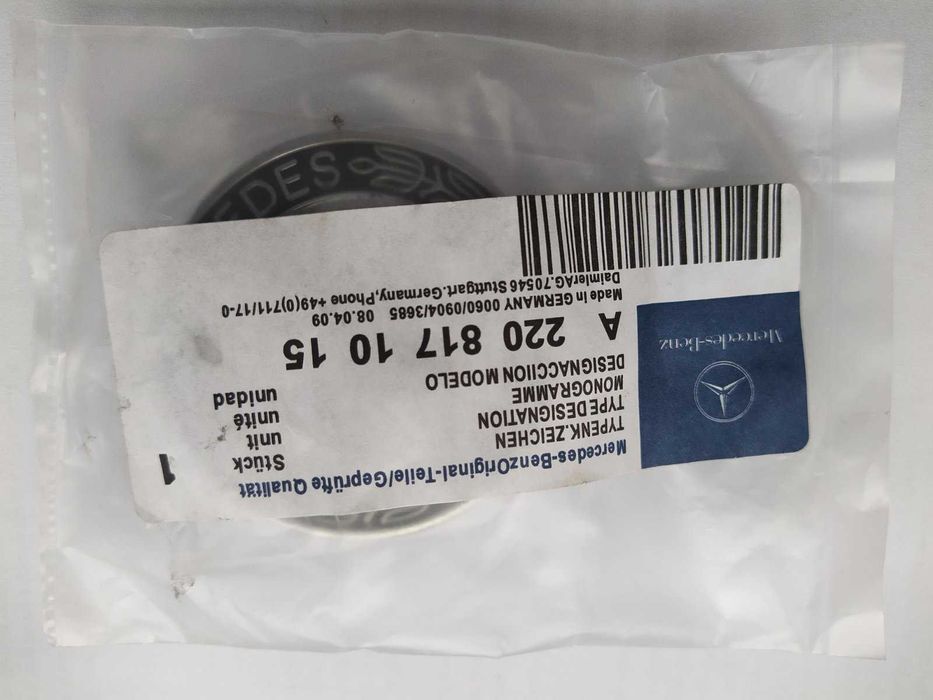 EDES
Mercedes-BenzOriginal-Teile/Geprüfte Qualität
TYPENK.ZEICHEN
TYPE DESIGNATION
MONOGRAMME
DESIGNACCIION MODELO
Stück
unit
unité
unidad
1
A 220 817 10 15
Made In GERMANY 0060/0904/3685 08.04.09
DaimlerAG.70546 Stuttgart.Germany,Phone +49(0)711/17-0
Mercedes-Benz